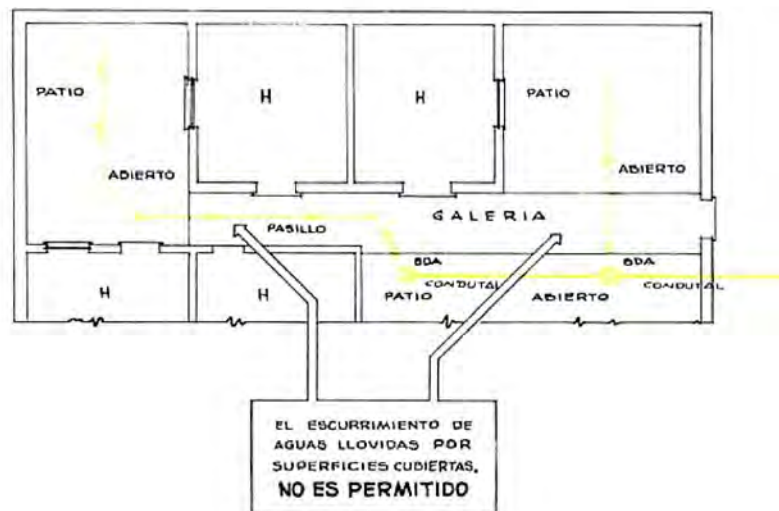 PATIO
H
H
PATIO
ABIERTO
ABIERTO
GALERIA
PASILLO
BDA
BDA
CONDUTAL
CONDUTAL
H
H
PATIO
ABIERTO
EL ESCURRIMIENTO DE
AGUAS LLOVIDAS POR
SUPERFICIES CUBIERTAS,
NO ES PERMITIDO